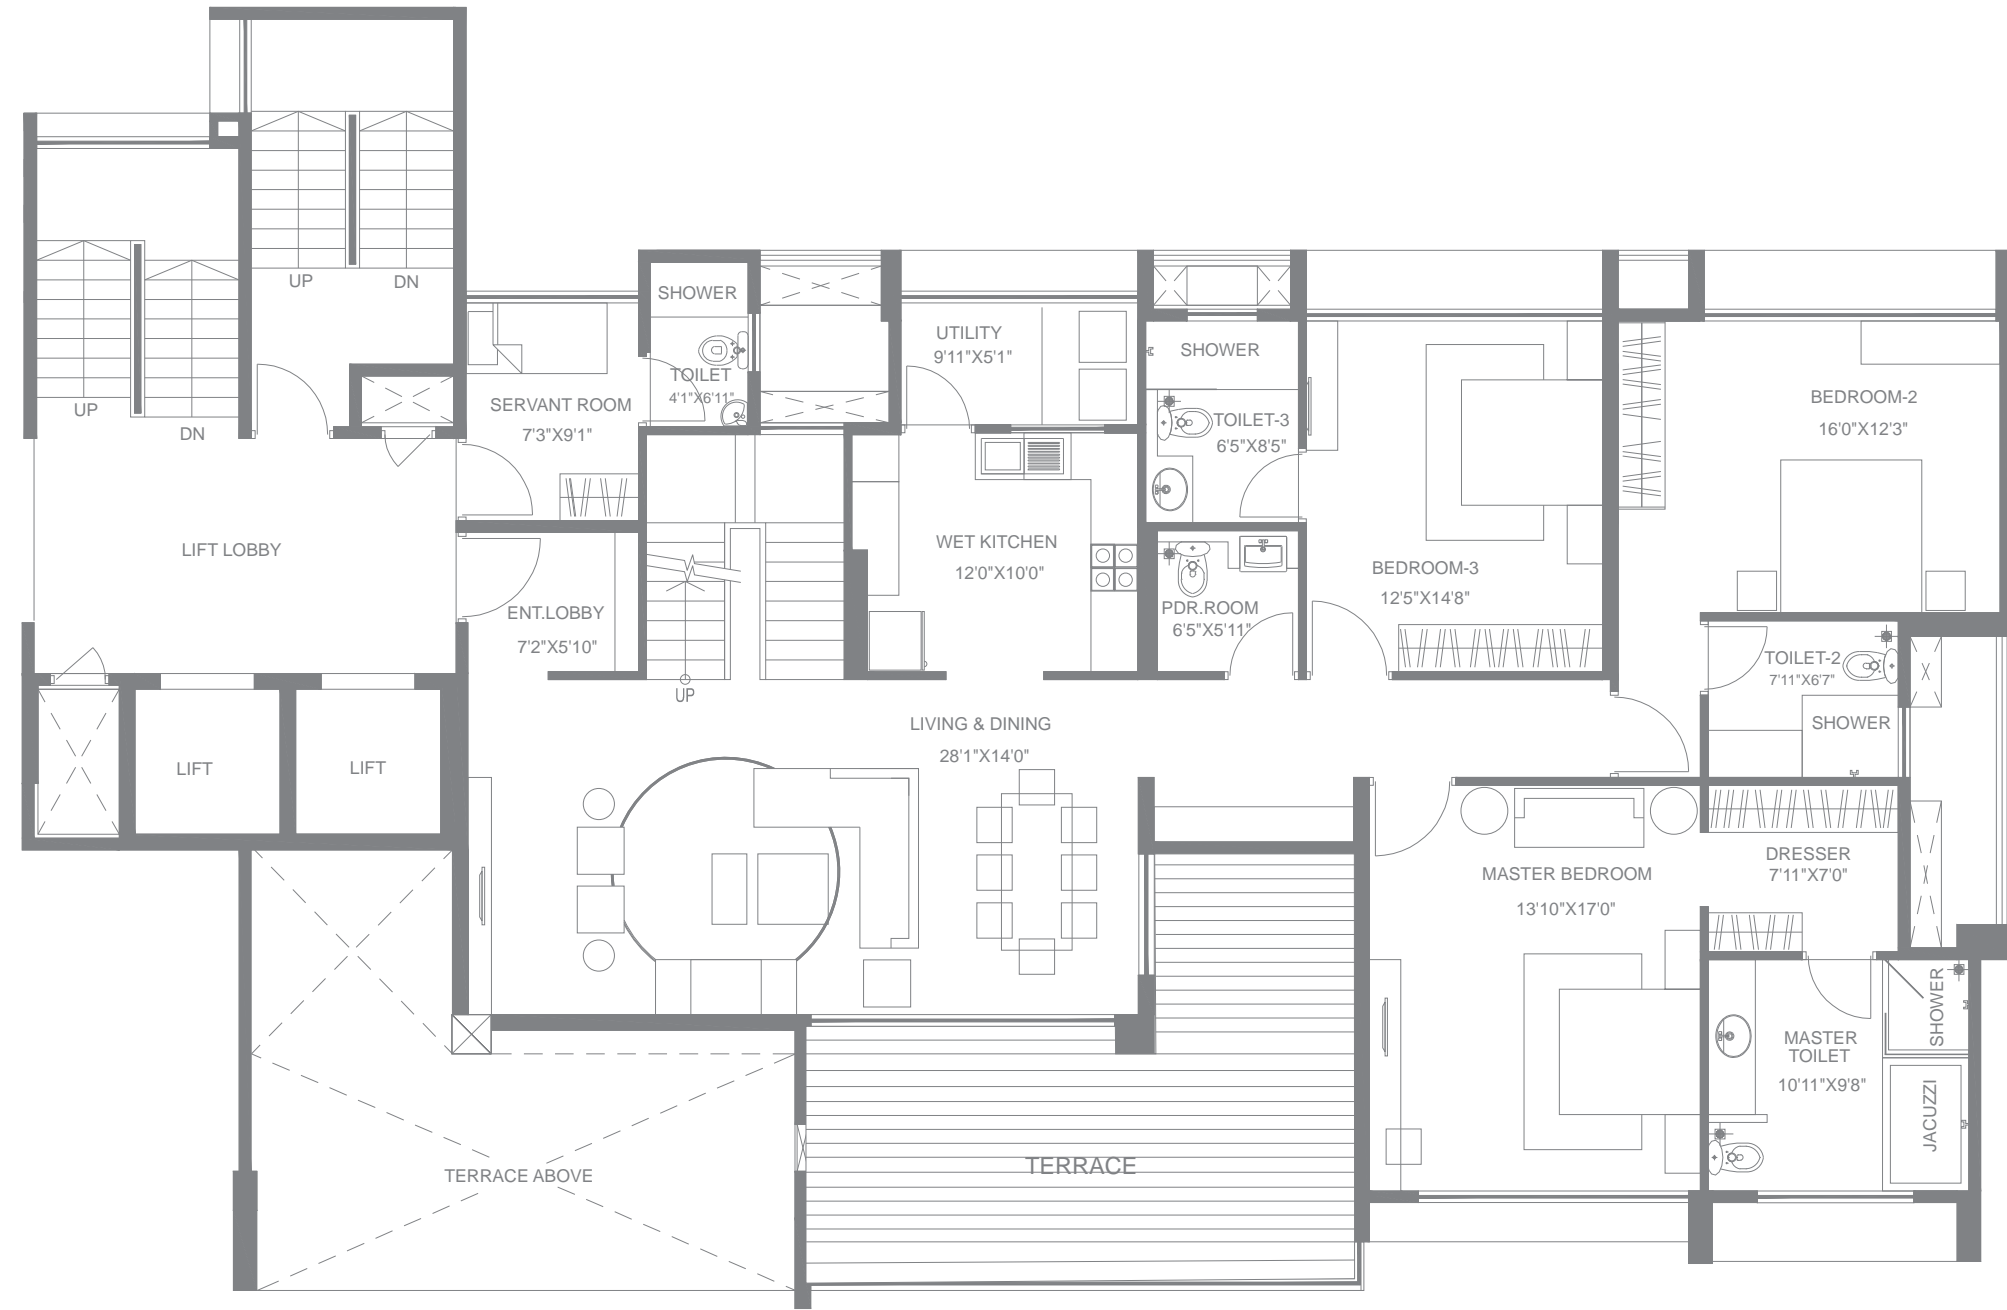 UP
DN
UP
DN
SHOWER
TOILET
4'1"X6'11"
SERVANT ROOM
7'3"X9'1"
UTILITY
9'11"X5'1"
SHOWER
TOILET-3
6'5"X8'5"
BEDROOM-2
16'0"X12'3"
LIFT LOBBY
ENT.LOBBY
7'2"X5'10"
UP
WET KITCHEN
12'0"X10'0"
PDR.ROOM
6'5"X5'11"
BEDROOM-3
12'5"X14'8"
TOILET-2
7'11"X6'7"
SHOWER
LIFT
LIFT
LIVING & DINING
28'1"X14'0"
MASTER BEDROOM
13'10"X17'0"
DRESSER
7'11"X7'0"
SHOWER
MASTER
TOILET
10'11"X9'8"
JACUZZI
TERRACE ABOVE
TERRACE